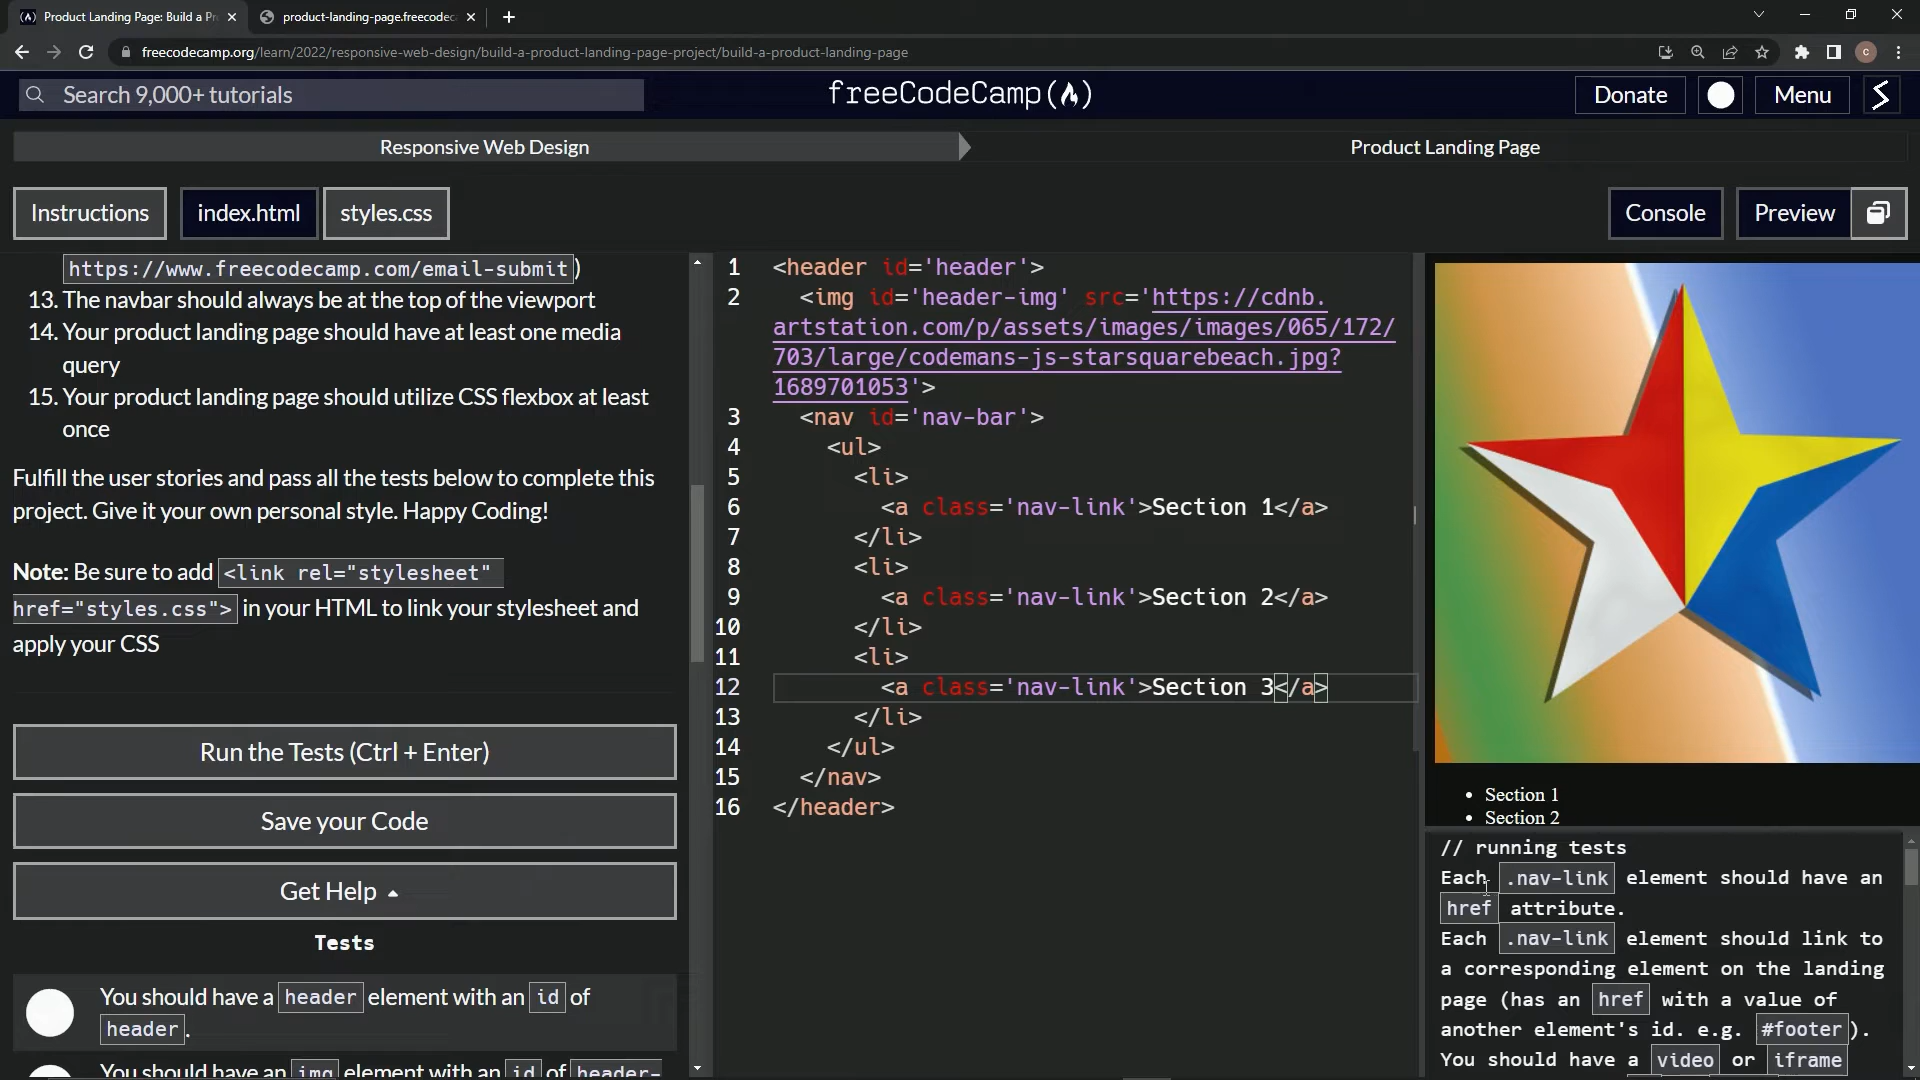 Product Landing Page: Build a Pr
product-landing-page.freecodec
freecodecamp.org/learn/2022/responsive-web-design/build-a-product-landing-page-project/build-a-product-landing-page
C
Search 9,000+ tutorials
freeCodeCamp
Donate
Menu
Responsive Web Design
Product Landing Page
Instructions
index.html
styles.css
Console
Preview
https://www.freecodecamp.com/email-submit)
13. The navbar should always be at the top of the viewport
14. Your product landing page should have at least one media
query
15. Your product landing page should utilize CSS flexbox at least
once
Fulfill the user stories and pass all the tests below to complete this
project. Give it your own personal style. Happy Coding!
Note: Be sure to add <link rel="stylesheet"
href="styles.css"> in your HTML to link your stylesheet and
apply your CSS
Run the Tests (Ctrl + Enter)
Save your Code
Get Help
Tests
You should have a header element with an id of
header.
You should have an img element with an id of header-
1 <header id='header'>
2 <img id='header-img' src='https://cdnb.
artstation.com/p/assets/images/images/065/172/
703/large/codemans-js-starsquarebeach.jpg?
1689701053'>
3 <nav id='nav-bar'>
4 <ul>
5 <li>
6 <a class='nav-link'>Section 1</a>
7 </li>
8 <li>
9 <a class='nav-link'>Section 2</a>
10 </li>
11 <li>
12 <a class='nav-link'>Section 3</a>
13 </li>
14 </ul>
15 </nav>
16 </header>
• Section 1
• Section 2
// running tests
Each .nav-link element should have an
href attribute.
Each .nav-link element should link to
a corresponding element on the landing
page (has an href with a value of
another element's id. e.g. #footer).
You should have a video or iframe